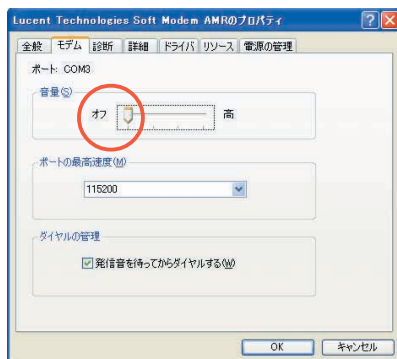 Lucent Technologies Soft Modem AMRのプロパティ
全般 モデム 診断 詳細 ドライバ リソース 電源の管理
ポート: COM3
音量(S)
オフ 高
ポートの最高速度(M)
115200
ダイヤルの管理
発信音を待ってからダイヤルする(W)
OK キャンセル